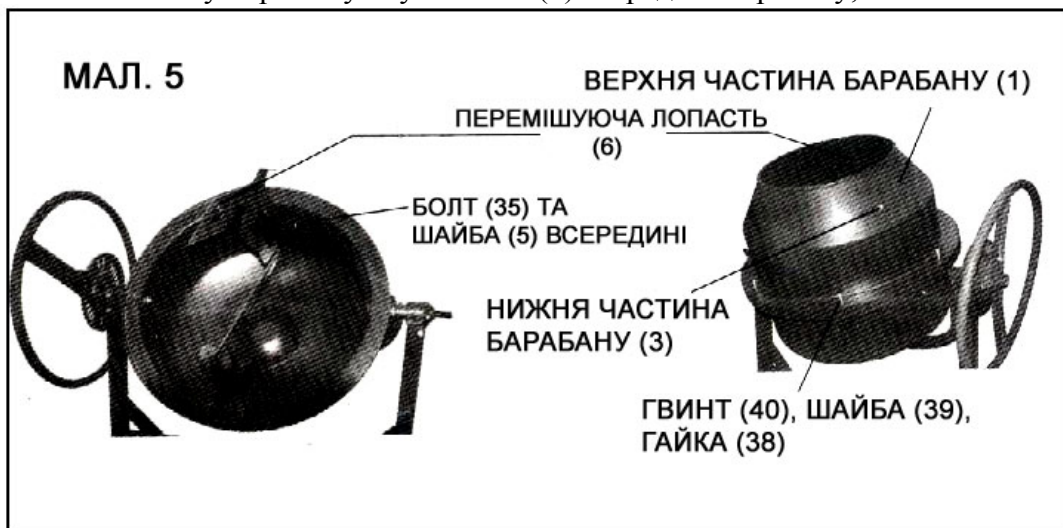 МАЛ. 5
ВЕРХНЯ ЧАСТИНА БАРАБАНУ (1)
ПЕРЕМІШУЮЧА ЛОПАСТЬ
(6)
БОЛТ (35) ТА
ШАЙБА (5) ВСЕРЕДИНІ
НИЖНЯ ЧАСТИНА
БАРАБАНУ (3)
ГВИНТ (40), ШАЙБА (39),
ГАЙКА (38)